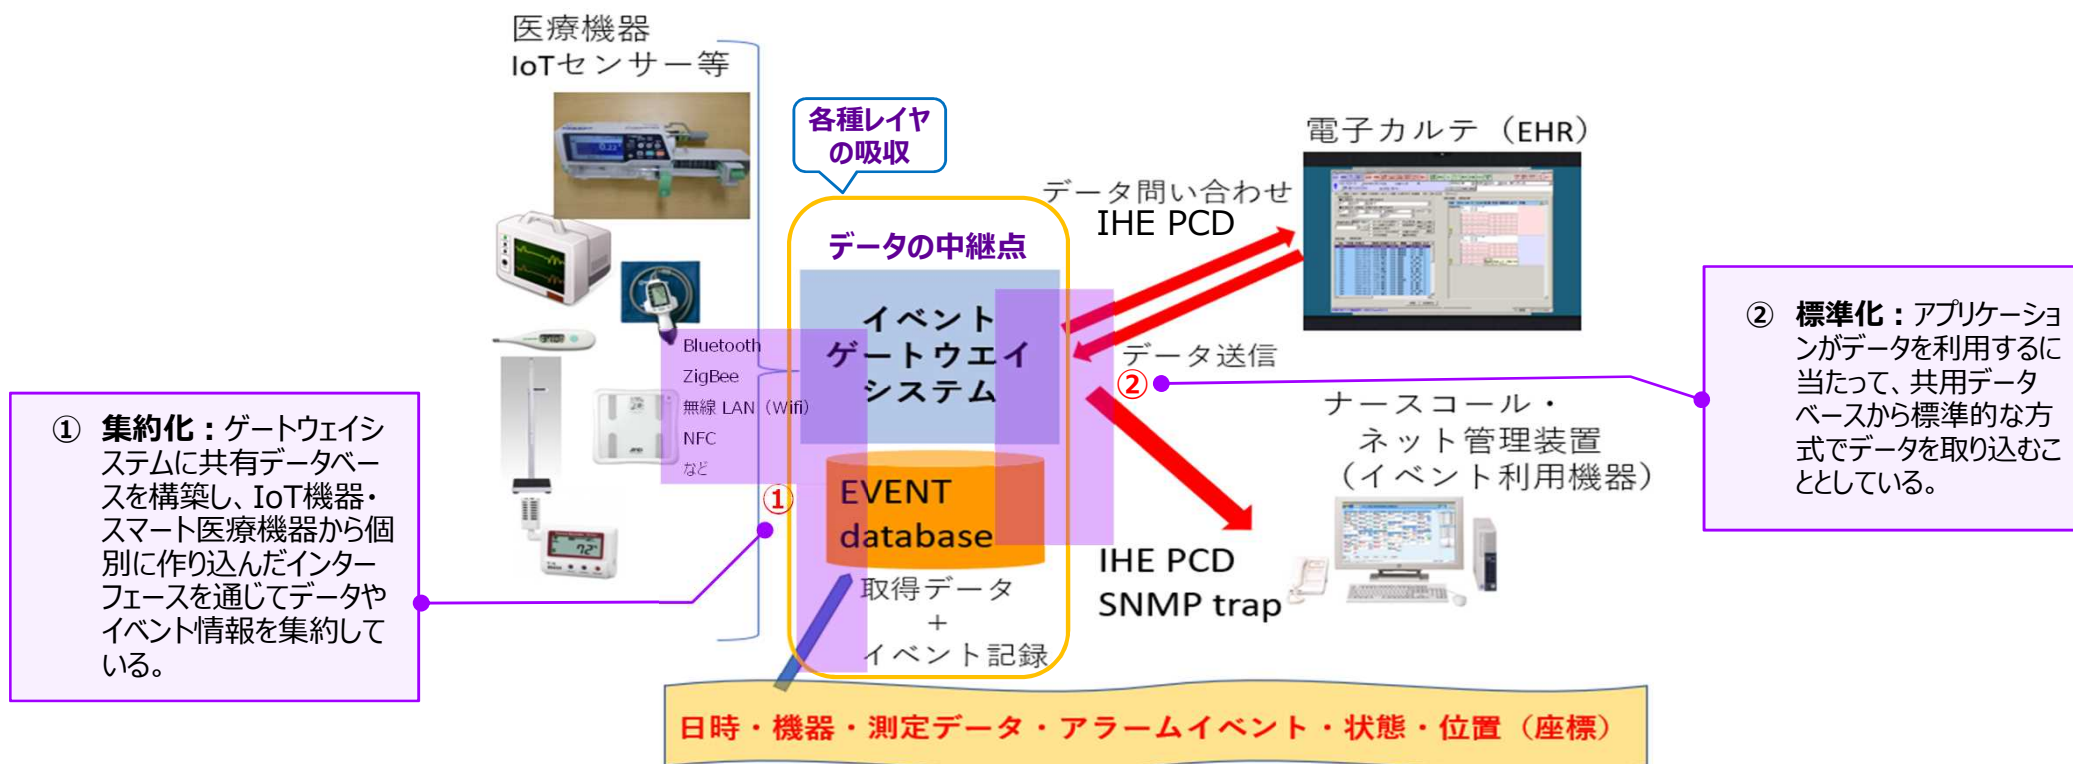 医療機器
IoTセンサー等
各種レイヤ
の吸収
データの中継点
イベント
ゲートウエイ
システム
Bluetooth
ZigBee
無線 LAN（Wifi）
NFC
など
①
EVENT
database
取得データ
+
イベント記録
電子カルテ（EHR）
データ問い合わせ
IHE PCD
データ送信
②
ナースコール・
ネット管理装置
（イベント利用機器）
IHE PCD
SNMP trap
日時・機器・測定データ・アラームイベント・状態・位置（座標）
① 集約化：ゲートウェイシ
ステムに共有データベー
スを構築し、IoT機器・
スマート医療機器から個
別に作り込んだインター
フェースを通じてデータや
イベント情報を集約して
いる。
② 標準化：アプリケーショ
ンがデータを利用するに
当たって、共用データ
ベースから標準的な方
式でデータを取り込むこ
ととしている。